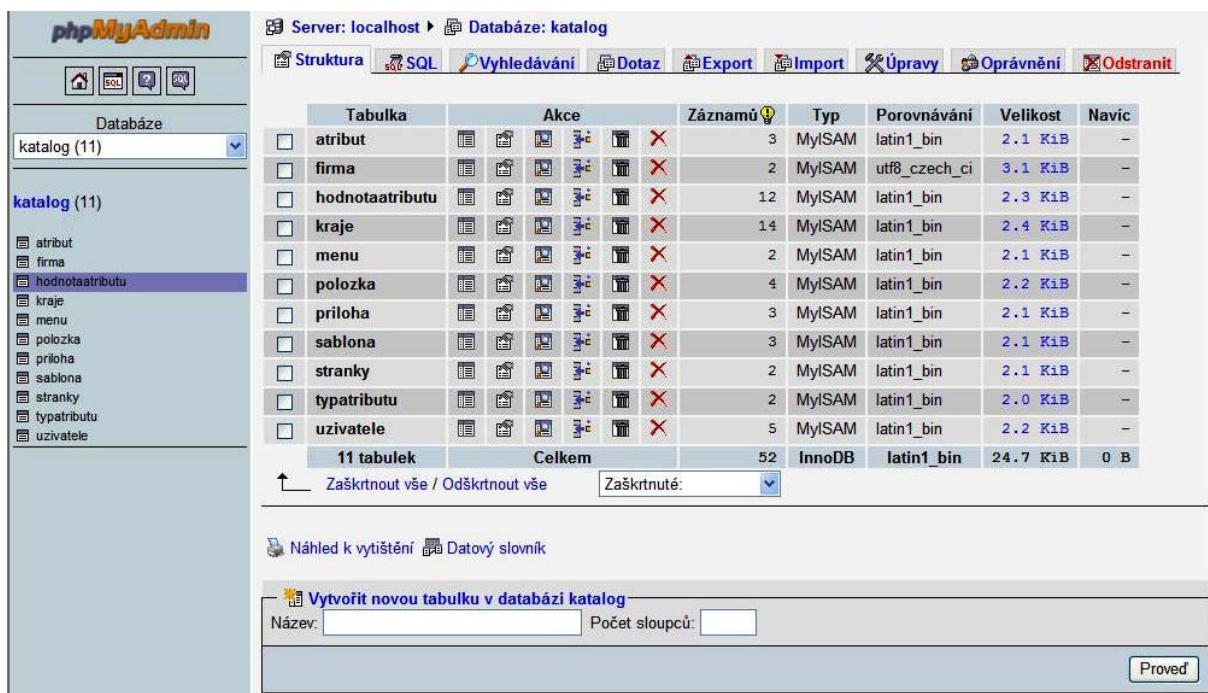 phpMyAdmin
SQL
SQL
Databáze
katalog (11)
katalog (11)
atribut
firma
hodnotaatributu
kraje
menu
polozka
priloha
sablona
stranky
typatributu
uzivatele
Server: localhost Databáze: katalog
Struktura SQL Vyhledávání Dotaz Export Import Úpravy Oprávnění Odstranit
Tabulka Akce Záznamů Typ Porovnávání Velikost Navíc
atribut 3 MyISAM latin1_bin 2.1 KiB -
firma 2 MyISAM utf8_czech_ci 3.1 KiB -
hodnotaatributu 12 MyISAM latin1_bin 2.3 KiB -
kraje 14 MyISAM latin1_bin 2.4 KiB -
menu 2 MyISAM latin1_bin 2.1 KiB -
polozka 4 MyISAM latin1_bin 2.2 KiB -
priloha 3 MyISAM latin1_bin 2.1 KiB -
sablona 3 MyISAM latin1_bin 2.1 KiB -
stranky 2 MyISAM latin1_bin 2.1 KiB -
typatributu 2 MyISAM latin1_bin 2.0 KiB -
uzivatele 5 MyISAM latin1_bin 2.2 KiB -
11 tabulek Celkem 52 InnoDB latin1_bin 24.7 KiB 0 B
Zaškrtnout vše / Odškrtnout vše Zaškrtnuté:
Náhled k vytištění Datový slovník
Vytvořit novou tabulku v databázi katalog
Název: Počet sloupců:
Proveď